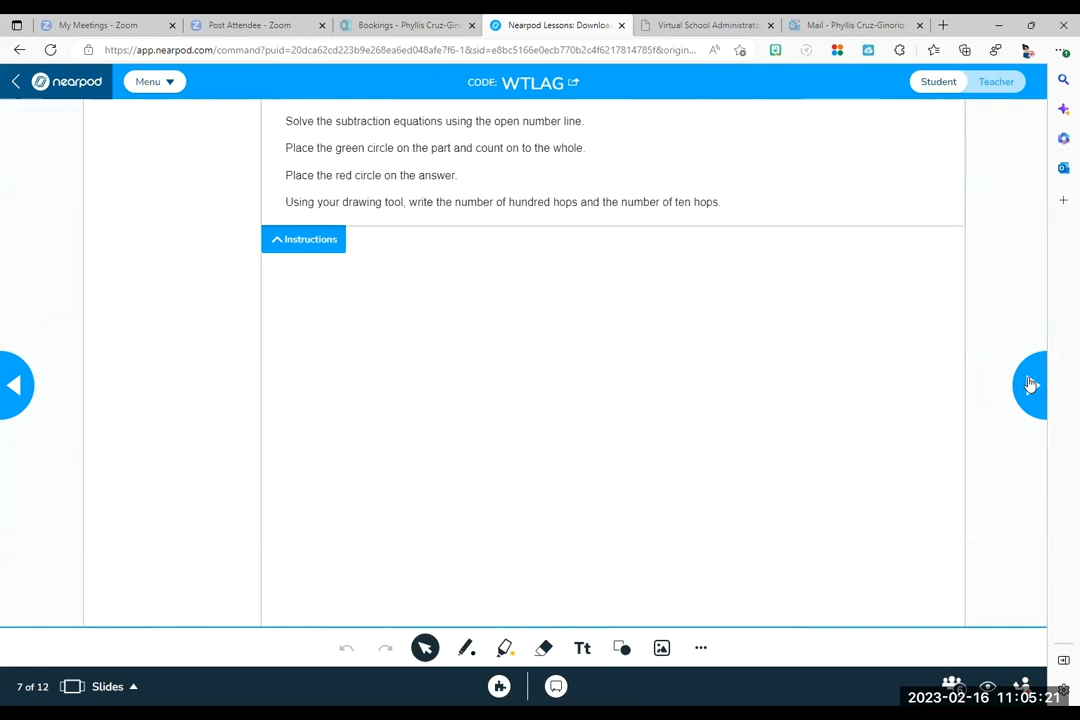 My Meetings - Zoom
Post Attendee - Zoom
Bookings - Phyllis Cruz-Gin
Nearpod Lessons: Downloa
Virtual School Administrato
Mail - Phyllis Cruz-Ginorio -
https://app.nearpod.com/command?puid=20dca62cd223b9e268ea6ed048afe7f6-1&sid=e8bc5166e0ecb770b2c4f6217814785f&origin...
nearpod
Menu
CODE: WTLAG
Student
Teacher
Solve the subtraction equations using the open number line.
Place the green circle on the part and count on to the whole.
Place the red circle on the answer.
Using your drawing tool, write the number of hundred hops and the number of ten hops.
Instructions
Tt
7 of 12
Slides
2023-02-16 11:05:21